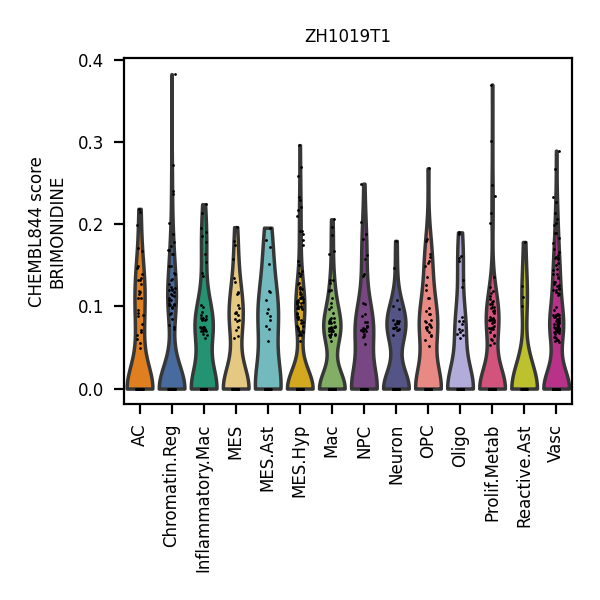 ZH1019T1
CHEMBL844 score
BRIMONIDINE
0.4
0.3
0.2
0.1
0.0
AC
Chromatin.Reg
Inflammatory.Mac
MES
MES.Ast
MES.Hyp
Mac
NPC
Neuron
OPC
Oligo
Prolif.Metab
Reactive.Ast
Vasc